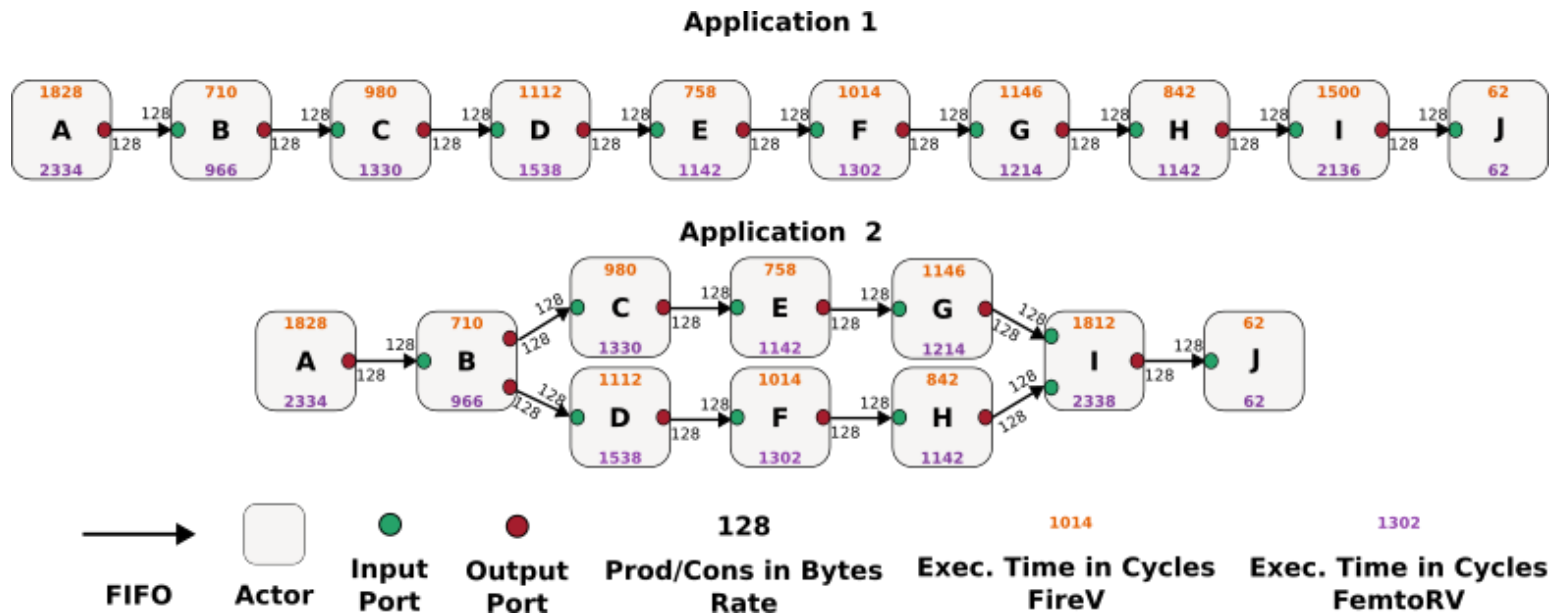 Application 1
1828 710 980 1112 758 1014 1146 842 1500 62
128 128 128 128 128 128 128 128 128
A B C D E F G H I J
128 128 128 128 128 128 128 128 128
2334 966 1330 1538 1142 1302 1214 1142 2136 62
Application 2
980 758 1146
128 128 128 128
C E G
128 128 128 128
1330 1142 1214
1828 710 1812 62
128 128
A B I J
128 128
2334 966 2338 62
1112 1014 842
128 128 128 128
D F H
128 128 128 128
1538 1302 1142
128 1014 1302
FIFO
Actor
Input
Port
Output
Port
Prod/Cons in Bytes
Rate
Exec. Time in Cycles
FireV
Exec. Time in Cycles
FemtoRV